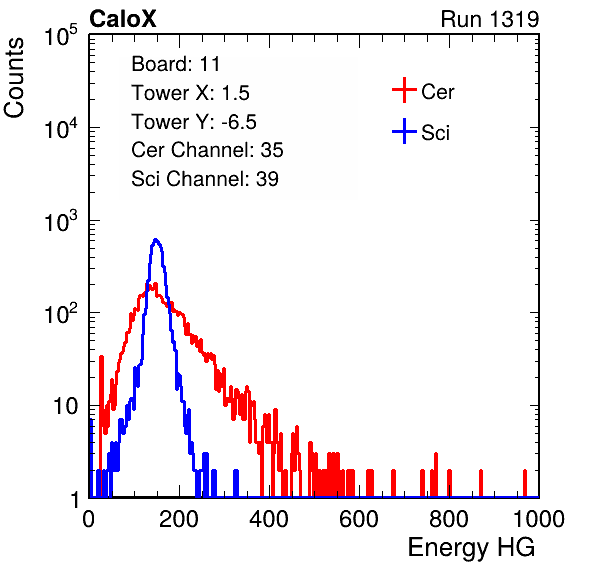 CaloX Run 1319
Counts
Board: 11
Tower X: 1.5
Tower Y: -6.5
Cer Channel: 35
Sci Channel: 39
Cer
Sci
10^5
10^4
10^3
10^2
10
1
0 200 400 600 800 1000
Energy HG